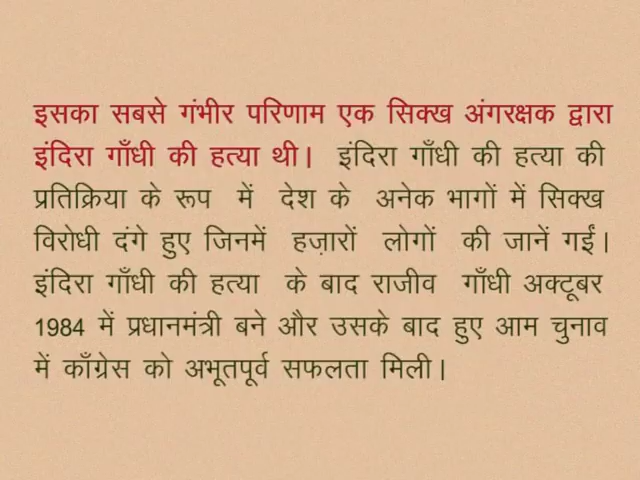 इसका सबसे गंभीर परिणाम एक सिक्ख अंगरक्षक द्वारा
इंदिरा गाँधी की हत्या थी। इंदिरा गाँधी की हत्या की
प्रतिक्रिया के रूप में देश के अनेक भागों में सिक्ख
विरोधी दंगे हुए जिनमें हज़ारों लोगों की जानें गईं।
इंदिरा गाँधी की हत्या के बाद राजीव गाँधी अक्टूबर
1984 में प्रधानमंत्री बने और उसके बाद हुए आम चुनाव
में काँग्रेस को अभूतपूर्व सफलता मिली।